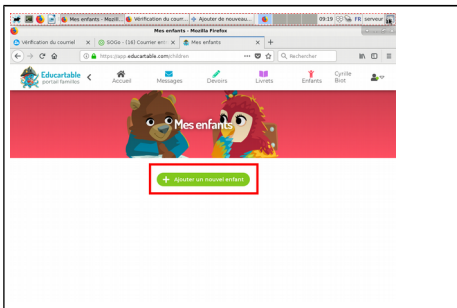 Mes enfants - Mozill...
Vérification du courr...
Ajouter de nouveau...
09:19
FR
serveur
Mes enfants - Mozilla Firefox
Vérification du courriel
SOGo - (16) Courrier entr
Mes enfants
https://app.educartable.com/children
Rechercher
Educartable
portail familles
Accueil
Messages
Devoirs
Livrets
Enfants
Cyrille
Birot
Mes enfants
+ Ajouter un nouvel enfant